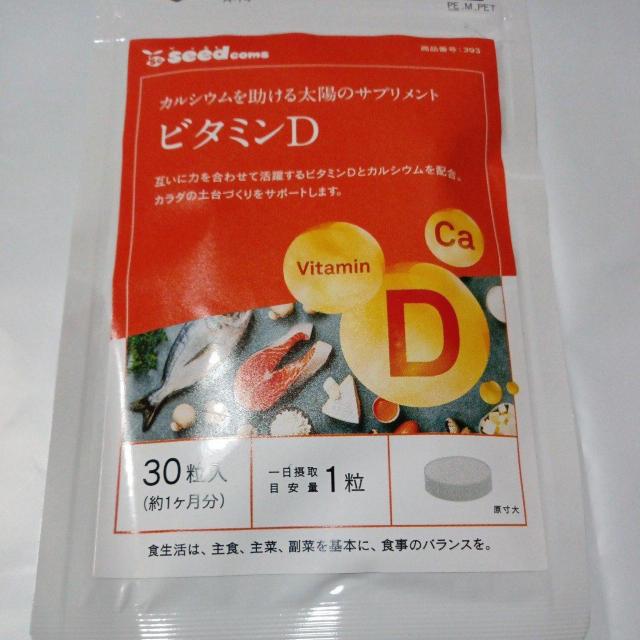 PE.M.PET
seedcoms
商品番号:393
カルシウムを助ける太陽のサプリメント
ビタミンD
互いに力を合わせて活躍するビタミンDとカルシウムを配合。
カラダの土台づくりをサポートします。
Ca
Vitamin
D
30粒入
(約1ヶ月分)
一日摂取
目安量
1粒
原寸大
食生活は、主食、主菜、副菜を基本に、食事のバランスを。